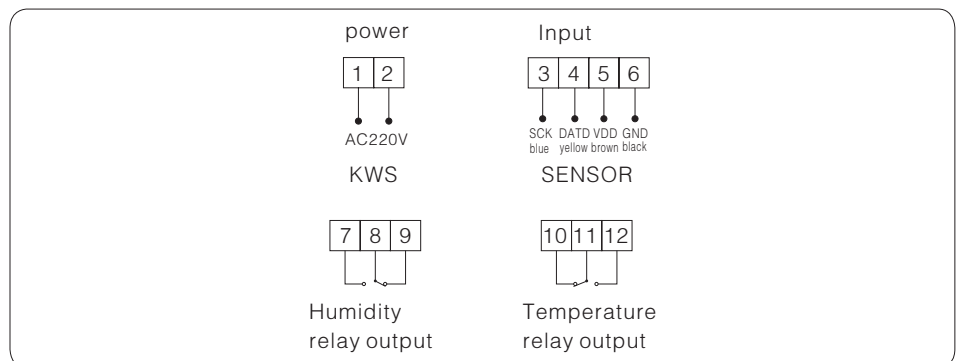 power
1 2
AC220V
KWS
Input
3 4 5 6
SCK DATD VDD GND
blue yellow brown black
SENSOR
7 8 9
Humidity
relay output
10 11 12
Temperature
relay output